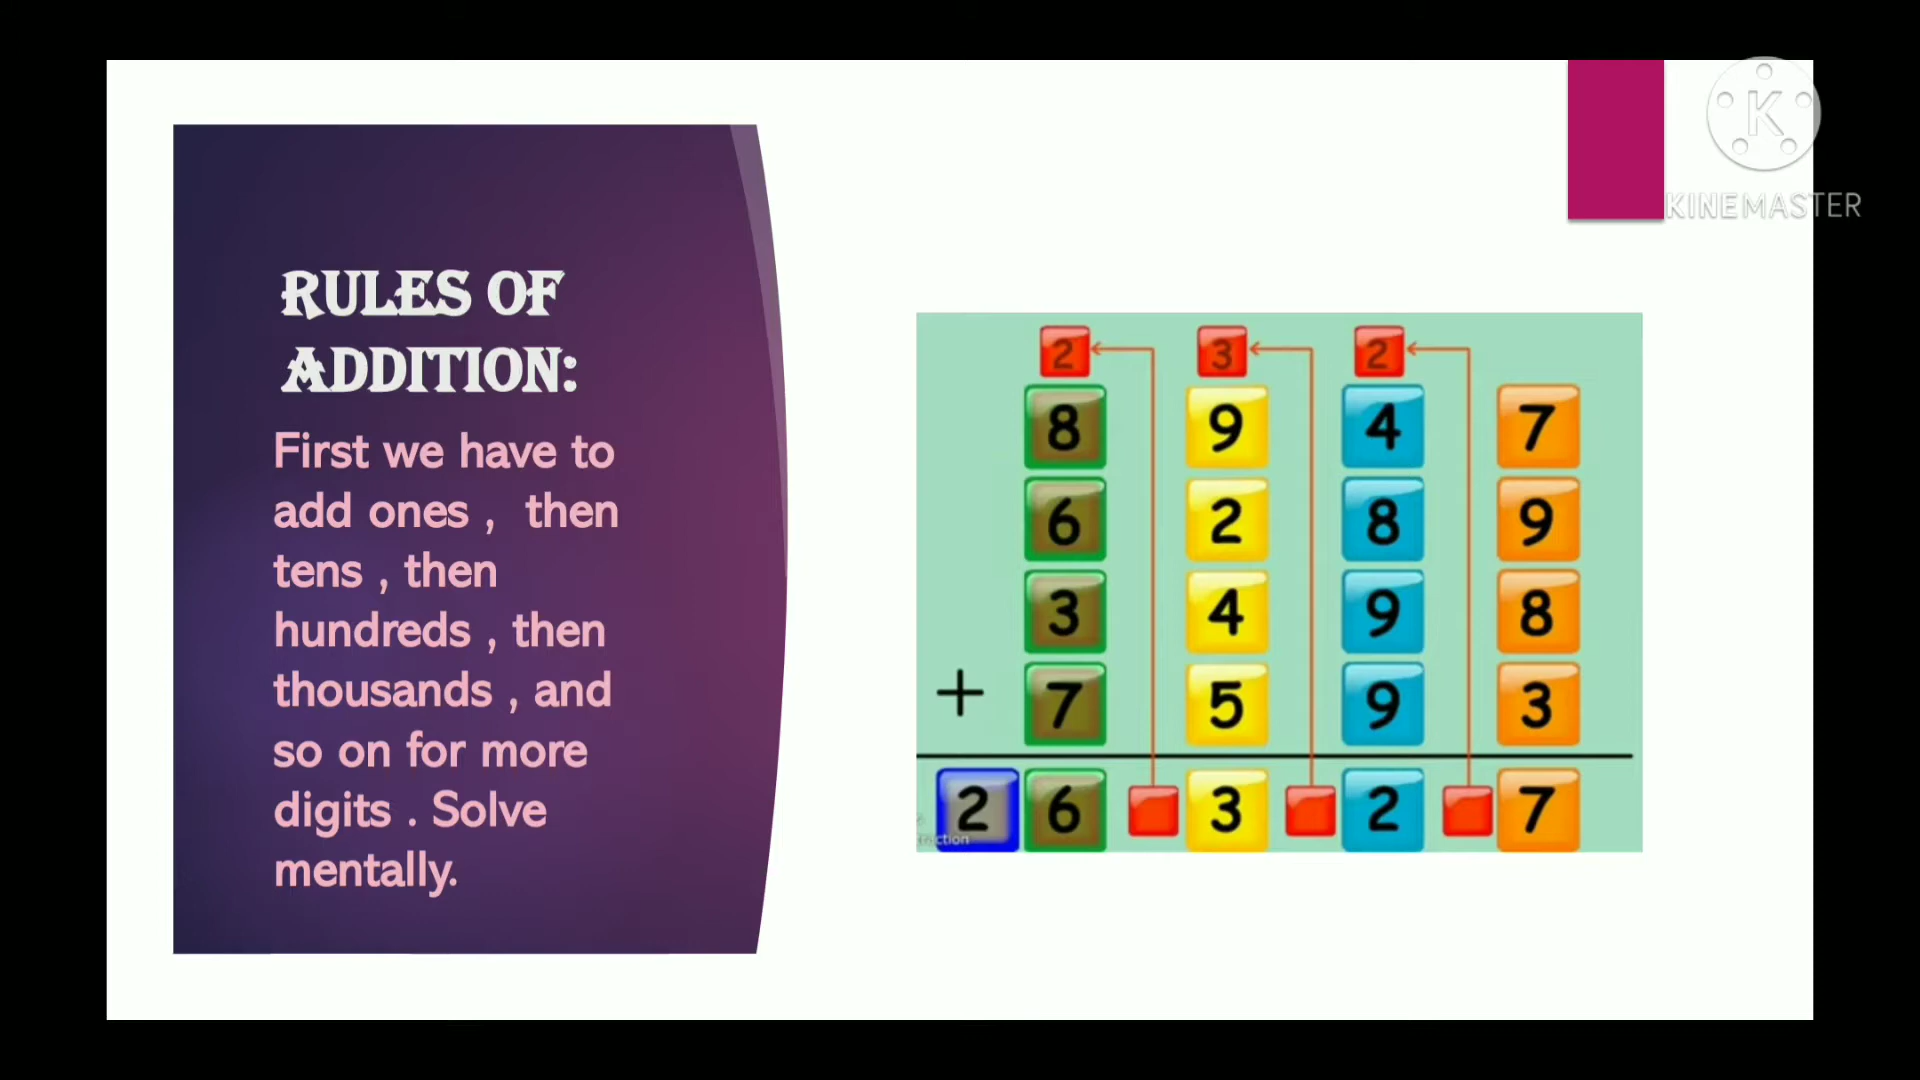 RULES OF
ADDITION:
First we have to
add ones ,  then
tens , then
hundreds , then
thousands , and
so on for more
digits . Solve
mentally.
K
KINEMASTER
2 3 2
8 9 4 7
6 2 8 9
3 4 9 8
+ 7 5 9 3
2 6 3 2 7